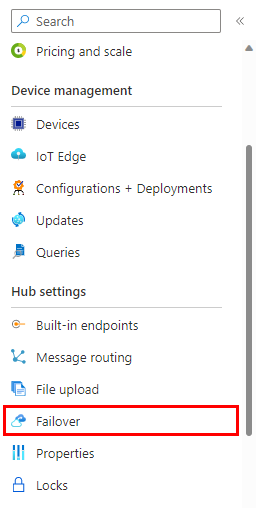 Search
Pricing and scale
Device management
Devices
IoT Edge
Configurations + Deployments
Updates
Queries
Hub settings
Built-in endpoints
Message routing
File upload
Failover
Properties
Locks